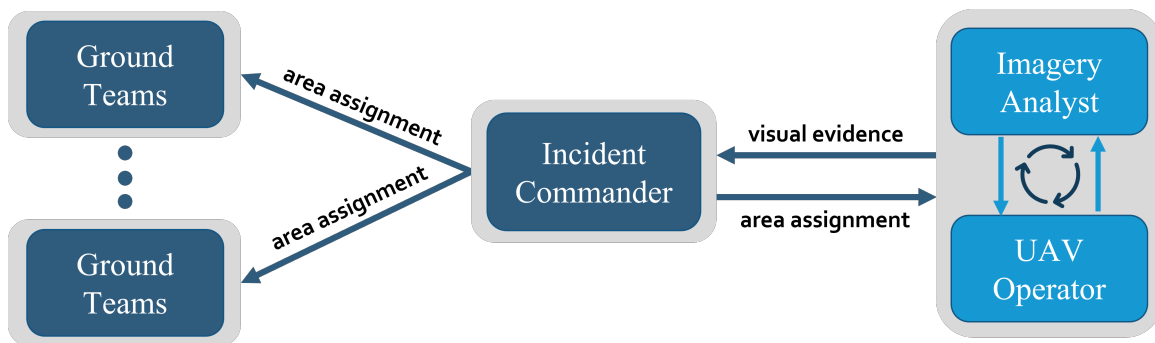 Ground
Teams
area assignment
area assignment
Ground
Teams
Incident
Commander
visual evidence
area assignment
Imagery
Analyst
UAV
Operator